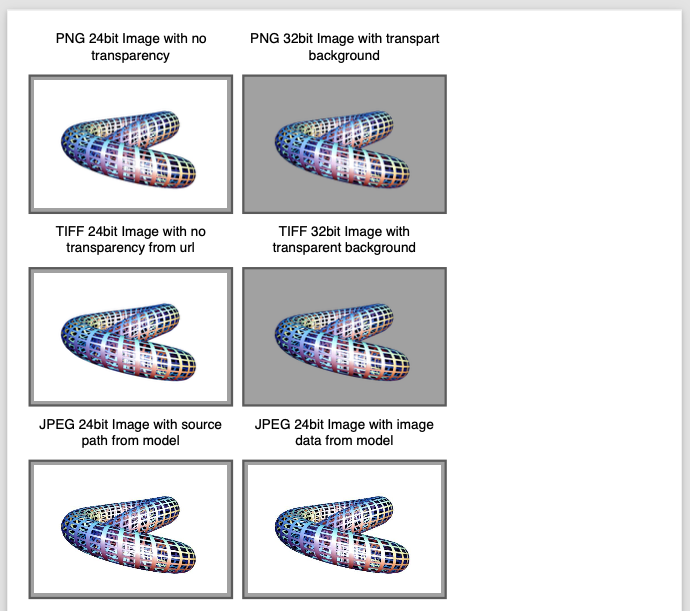 PNG 24bit Image with no
transparency
PNG 32bit Image with transpart
background
TIFF 24bit Image with no
transparency from url
TIFF 32bit Image with
transparent background
JPEG 24bit Image with source
path from model
JPEG 24bit Image with image
data from model